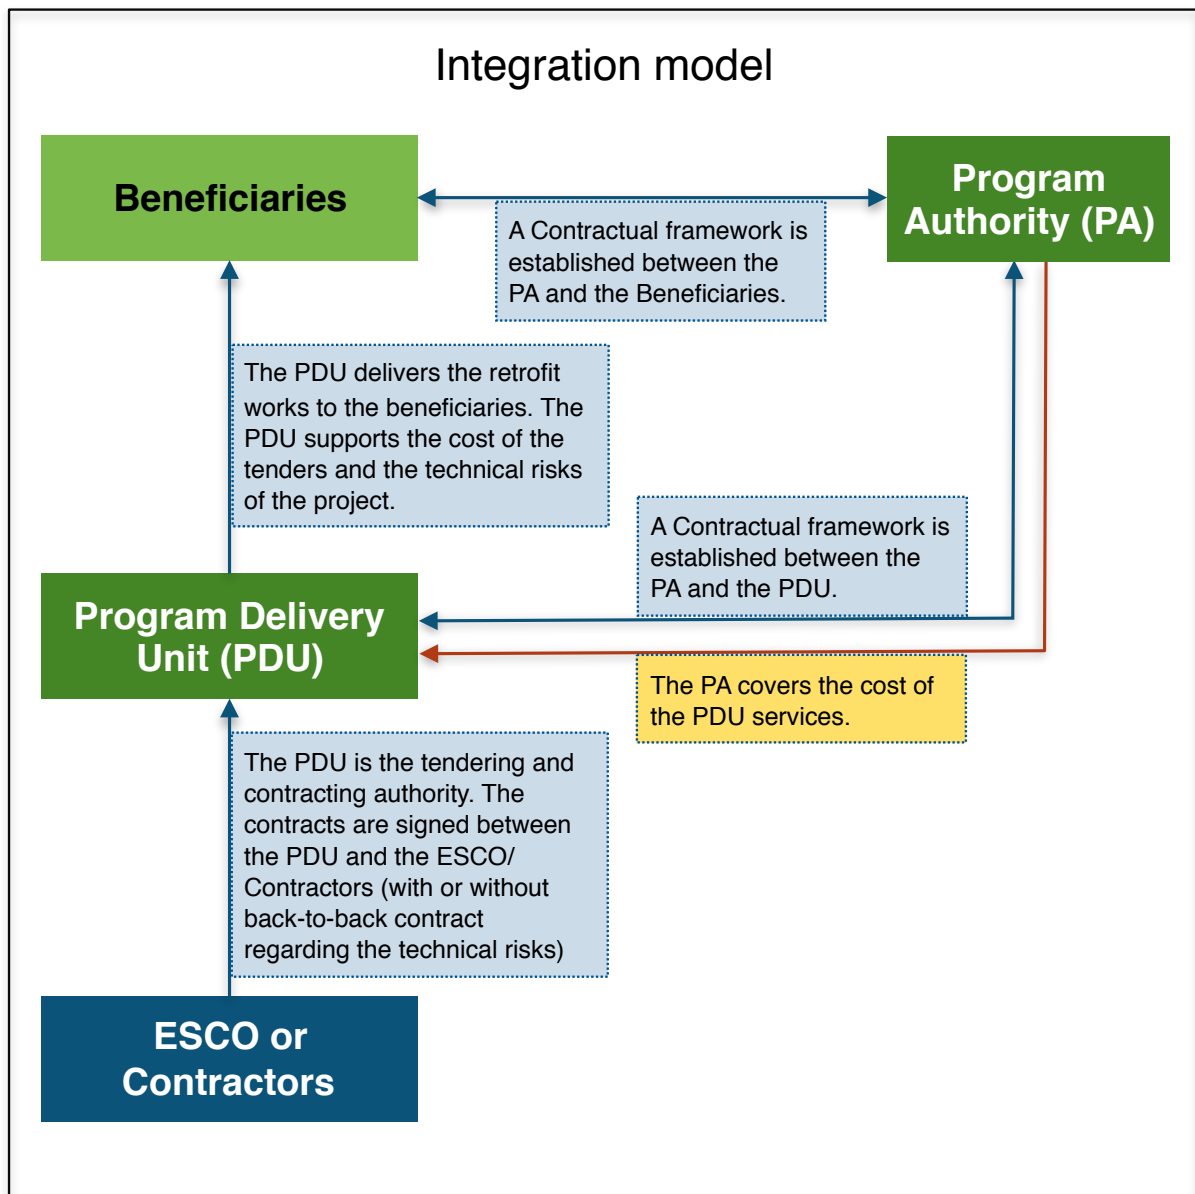 Integration model
Beneficiaries
Program
Authority (PA)
A Contractual framework is
established between the
PA and the Beneficiaries.
The PDU delivers the retrofit
works to the beneficiaries. The
PDU supports the cost of the
tenders and the technical risks
of the project.
A Contractual framework is
established between the
PA and the PDU.
Program Delivery
Unit (PDU)
The PA covers the cost of
the PDU services.
The PDU is the tendering and
contracting authority. The
contracts are signed between
the PDU and the ESCO/
Contractors (with or without
back-to-back contract
regarding the technical risks)
ESCO or
Contractors